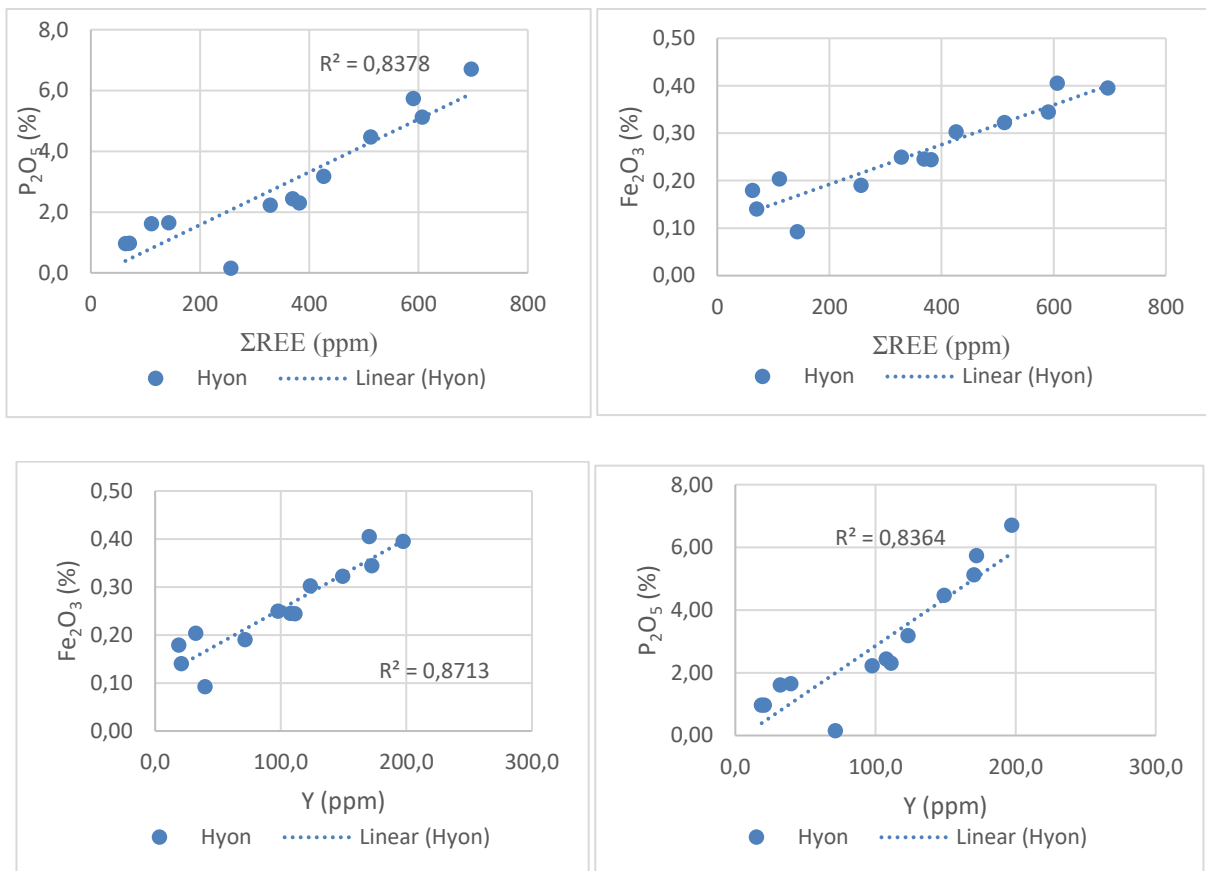 8,0
6,0
4,0
2,0
0,0
P₂O₅ (%)
R² = 0,8378
0 200 400 600 800
ΣREE (ppm)
Hyon Linear (Hyon)
0,50
0,40
0,30
0,20
0,10
0,00
Fe₂O₃ (%)
0 200 400 600 800
ΣREE (ppm)
Hyon Linear (Hyon)
0,50
0,40
0,30
0,20
0,10
0,00
Fe₂O₃ (%)
R² = 0,8713
0,0 100,0 200,0 300,0
Y (ppm)
Hyon Linear (Hyon)
8,00
6,00
4,00
2,00
0,00
P₂O₅ (%)
R² = 0,8364
0,0 100,0 200,0 300,0
Y (ppm)
Hyon Linear (Hyon)